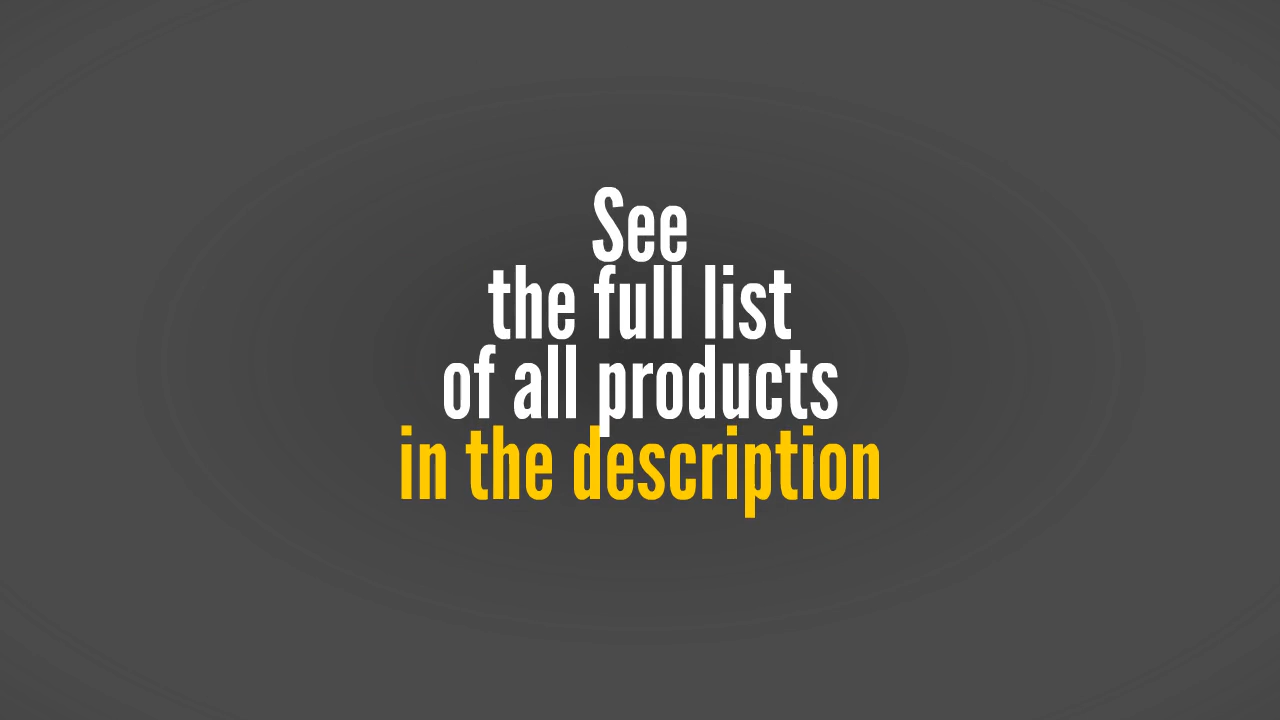 See
the full list
of all products
in the description